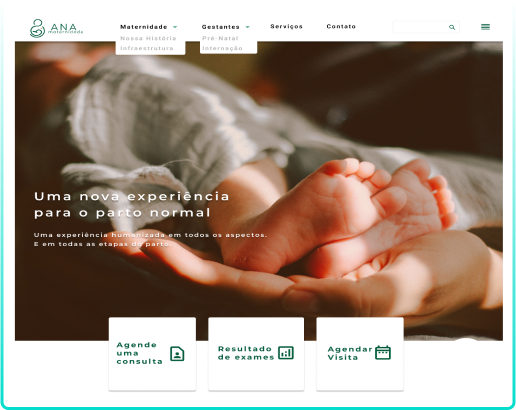 ANA
maternidade
Maternidade
Gestantes
Serviços
Contato
Nossa História
Infraestrutura
Pré-Natal
Internação
Uma nova experiência
para o parto normal
Uma experiência humanizada em todos os aspectos.
E em todas as etapas do parto.
Agende
uma
consulta
Resultado
de exames
Agendar
Visita